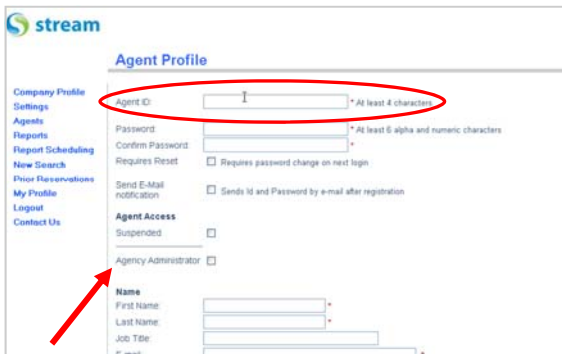 stream
Agent Profile
Company Profile
Settings
Agents
Reports
Report Scheduling
New Search
Prior Reservations
My Profile
Logout
Contact Us
Agent ID: * At least 4 characters
Password: * At least 6 alpha and numeric characters
Confirm Password: *
Requires Reset Requires password change on next login
Send E-Mail
notification Sends Id and Password by e-mail after registration
Agent Access
Suspended
Agency Administrator
Name
First Name: *
Last Name: *
Job Title:
E-mail: *